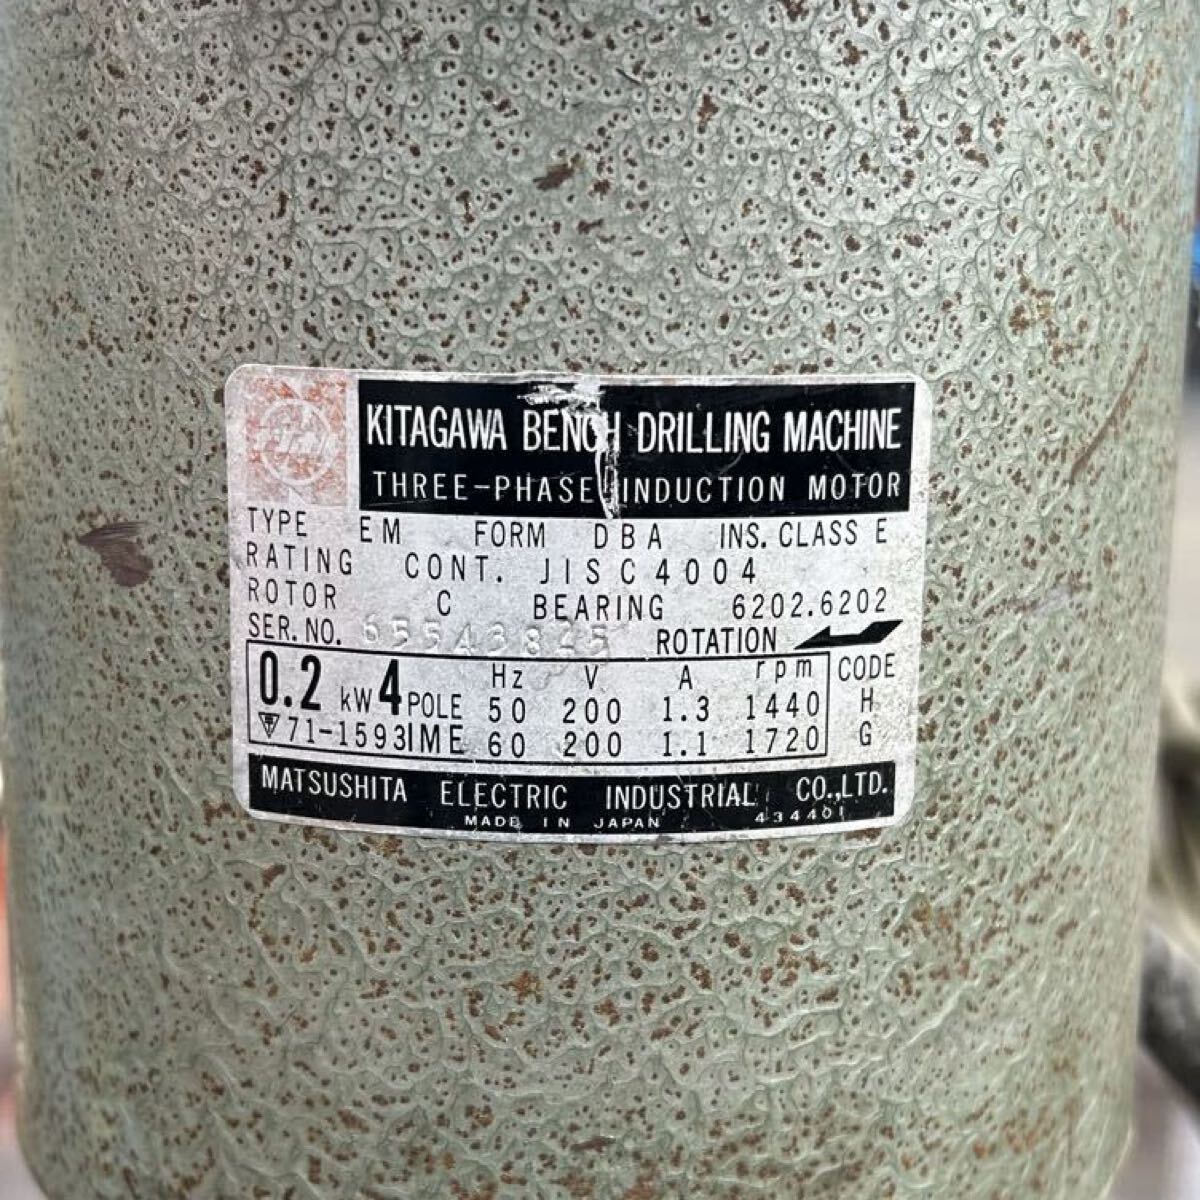 KITAGAWA BENCH DRILLING MACHINE
THREE-PHASE INDUCTION MOTOR
TYPE EM FORM DBA INS. CLASS E
RATING CONT. JISC4004
ROTOR C BEARING 6202.6202
SER. NO. 65543845 ROTATION
Hz V A rpm CODE
0.2 kW 4 POLE 50 200 1.3 1440 H
71-1593 IME 60 200 1.1 1720 G
MATSUSHITA ELECTRIC INDUSTRIAL CO.,LTD.
MADE IN JAPAN 434401